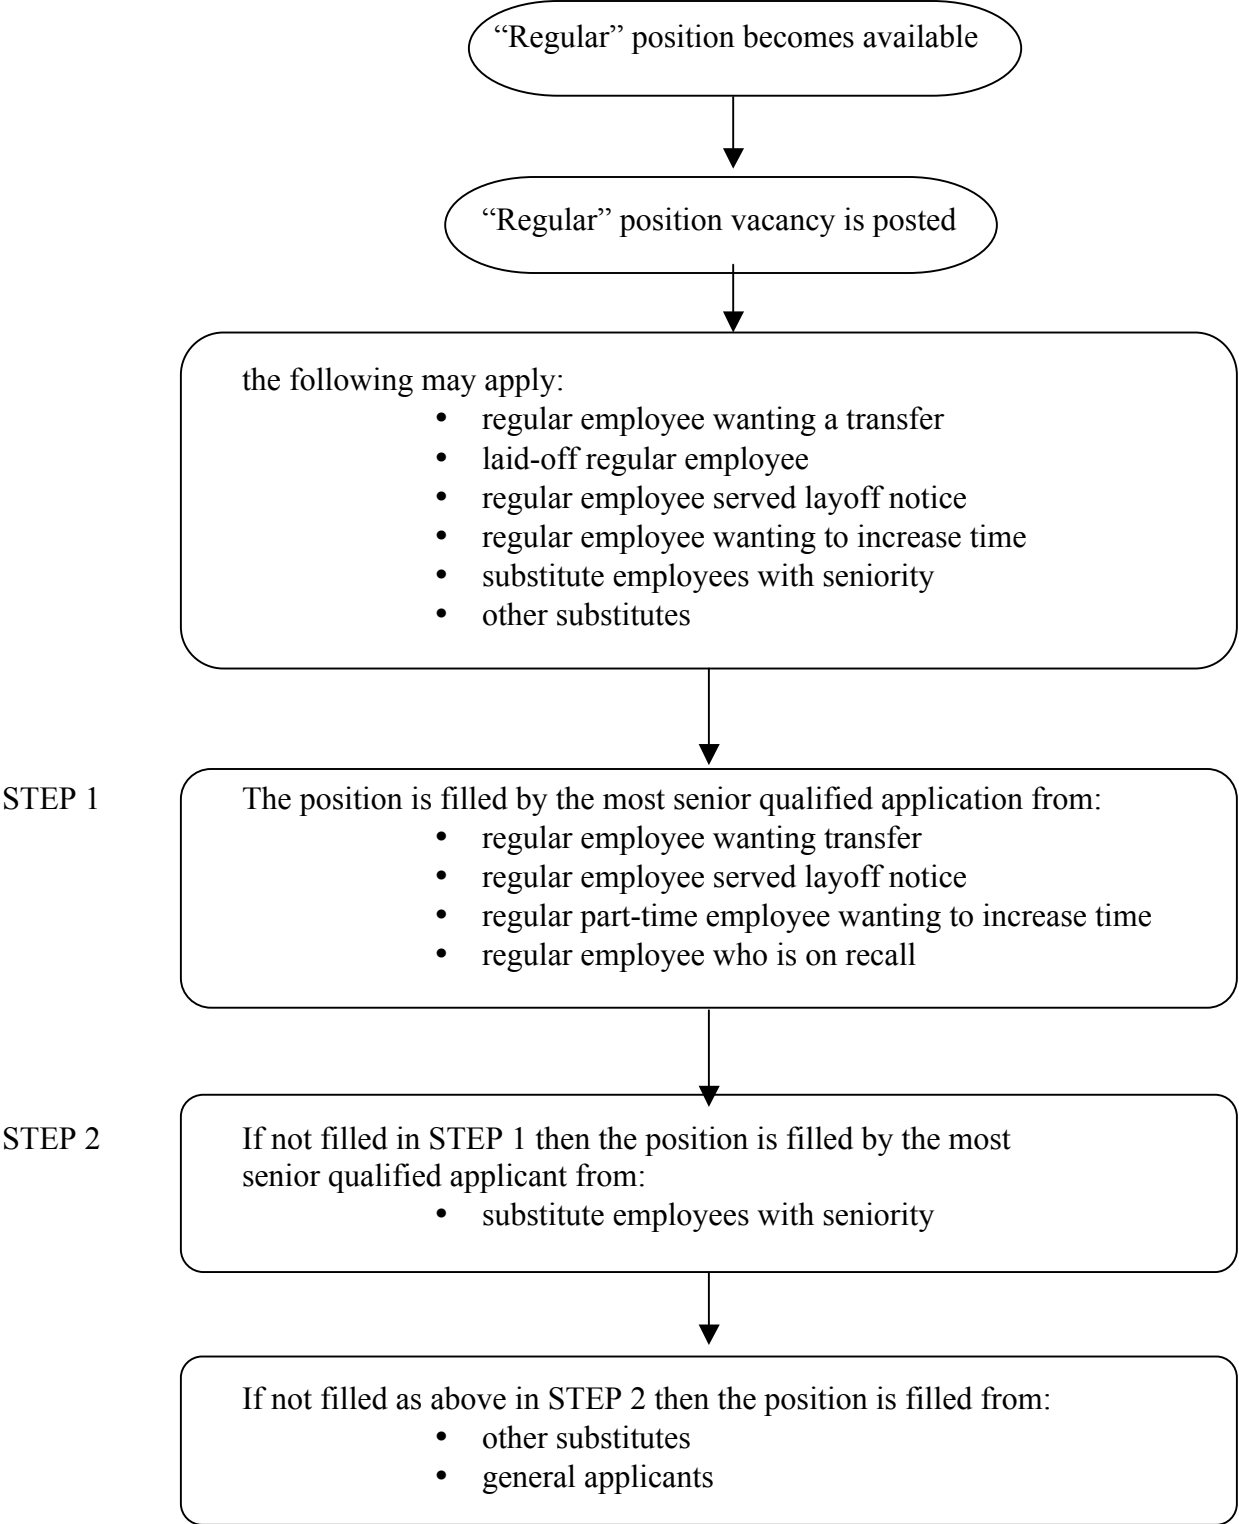 “Regular” position becomes available
“Regular” position vacancy is posted
the following may apply:
• regular employee wanting a transfer
• laid-off regular employee
• regular employee served layoff notice
• regular employee wanting to increase time
• substitute employees with seniority
• other substitutes
STEP 1
The position is filled by the most senior qualified application from:
• regular employee wanting transfer
• regular employee served layoff notice
• regular part-time employee wanting to increase time
• regular employee who is on recall
STEP 2
If not filled in STEP 1 then the position is filled by the most
senior qualified applicant from:
• substitute employees with seniority
If not filled as above in STEP 2 then the position is filled from:
• other substitutes
• general applicants